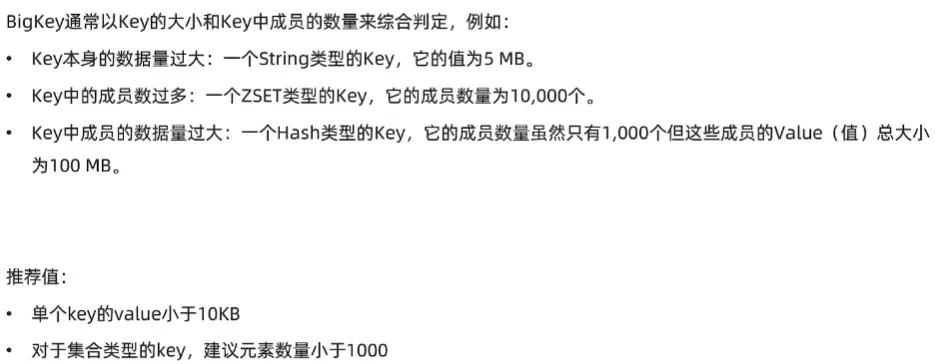 BigKey通常以Key的大小和Key中成员的数量来综合判定，例如：
• Key本身的数据量过大：一个String类型的Key，它的值为5 MB。
• Key中的成员数过多：一个ZSET类型的Key，它的成员数量为10,000个。
• Key中成员的数据量过大：一个Hash类型的Key，它的成员数量虽然只有1,000个但这些成员的Value（值）总大小
为100 MB。
推荐值：
• 单个key的value小于10KB
• 对于集合类型的key，建议元素数量小于1000